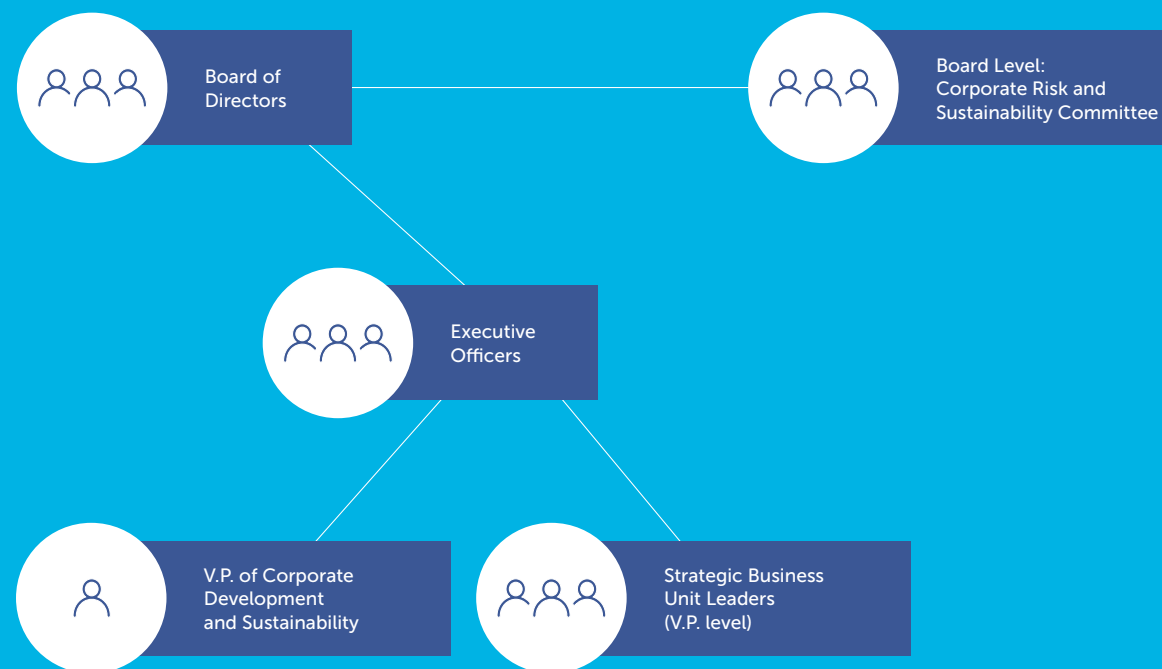 Board of
Directors
Board Level:
Corporate Risk and
Sustainability Committee
Executive
Officers
V.P. of Corporate
Development
and Sustainability
Strategic Business
Unit Leaders
(V.P. level)